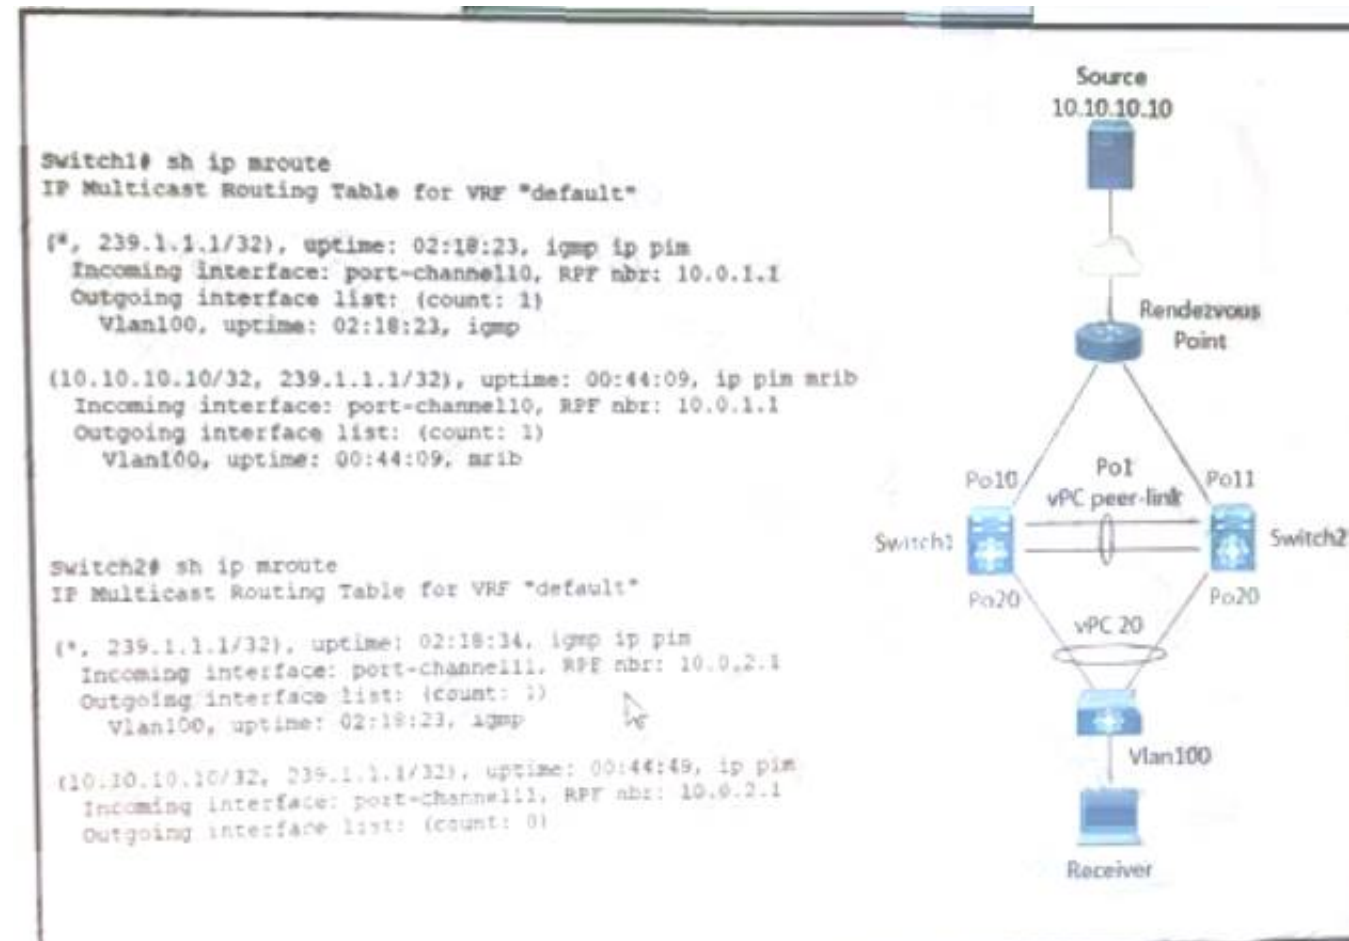 Switch1# sh ip mroute
IP Multicast Routing Table for VRF "default"
(*, 239.1.1.1/32), uptime: 02:18:23, igmp ip pim
Incoming interface: port-channel10, RPF nbr: 10.0.1.1
Outgoing interface list: (count: 1)
Vlan100, uptime: 02:18:23, igmp
(10.10.10.10/32, 239.1.1.1/32), uptime: 00:44:09, ip pim mrib
Incoming interface: port-channel10, RPF nbr: 10.0.1.1
Outgoing interface list: (count: 1)
Vlan100, uptime: 00:44:09, mrib
Switch2# sh ip mroute
IP Multicast Routing Table for VRF "default"
(*, 239.1.1.1/32), uptime: 02:18:34, igmp ip pim
Incoming interface: port-channel11, RPF nbr: 10.0.2.1
Outgoing interface list: (count: 1)
Vlan100, uptime: 02:18:23, igmp
(10.10.10.10/32, 239.1.1.1/32), uptime: 00:44:49, ip pim
Incoming interface: port-channel11, RPF nbr: 10.0.2.1
Outgoing interface list: (count: 0)
Source
10.10.10.10
Rendezvous
Point
Po10
Po1
vPC peer-link
Po11
Switch1
Switch2
Po20
Po20
vPC 20
Vlan100
Receiver